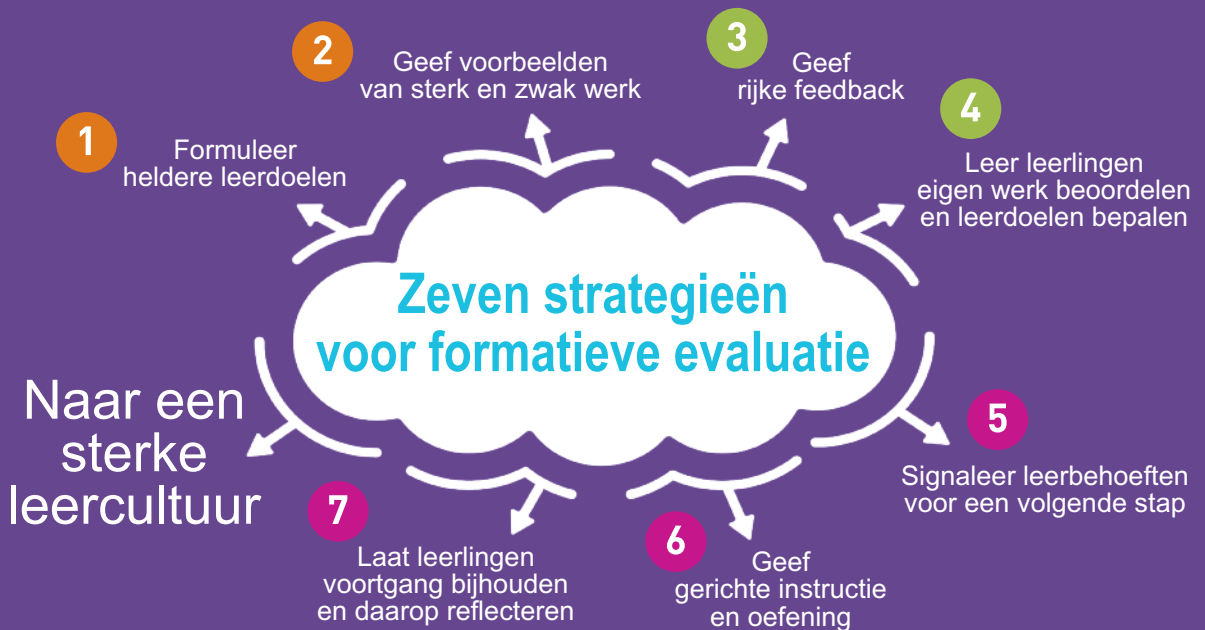 Zeven strategieën
voor formatieve evaluatie
1
Formuleer
heldere leerdoelen
2
Geef voorbeelden
van sterk en zwak werk
3
Geef
rijke feedback
4
Leer leerlingen
eigen werk beoordelen
en leerdoelen bepalen
5
Signaleer leerbehoeften
voor een volgende stap
6
Geef
gerichte instructie
en oefening
7
Laat leerlingen
voortgang bijhouden
en daarop reflecteren
Naar een
sterke
leercultuur